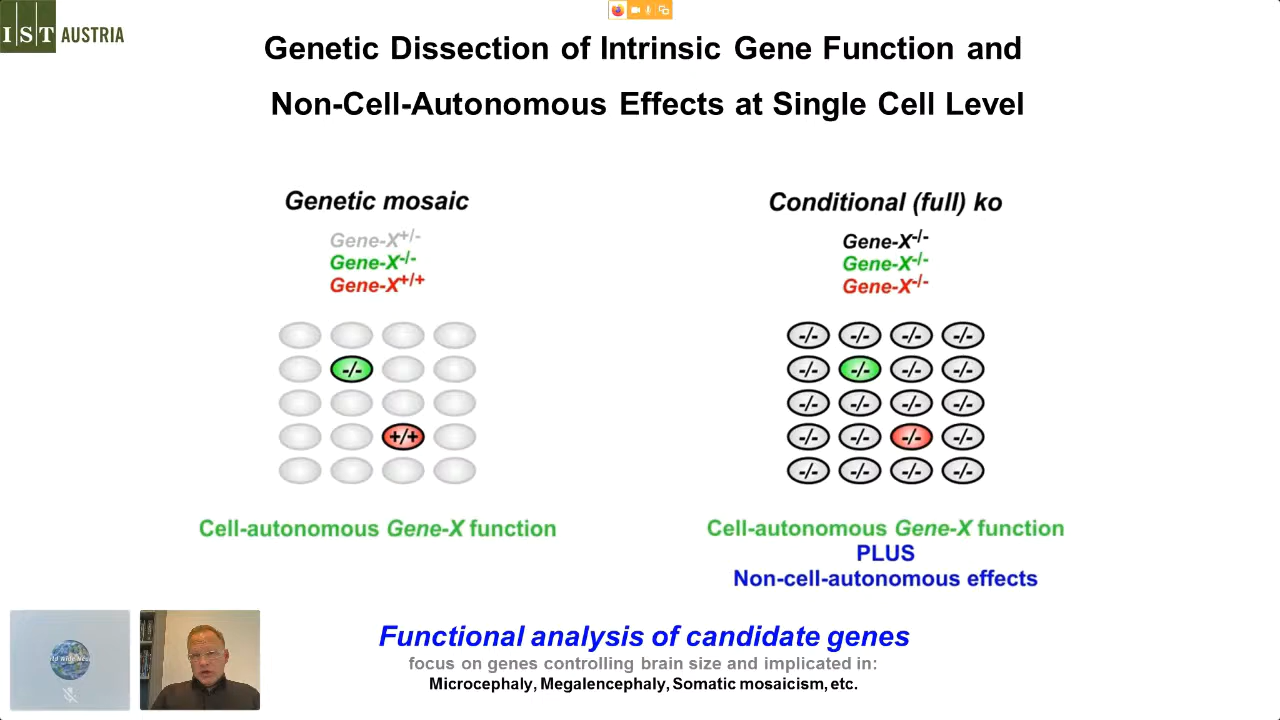 IST AUSTRIA
Genetic Dissection of Intrinsic Gene Function and
Non-Cell-Autonomous Effects at Single Cell Level
Genetic mosaic
Gene-X+/-
Gene-X-/-
Gene-X+/+
-/-
+/+
Cell-autonomous Gene-X function
Conditional (full) ko
Gene-X-/-
Gene-X-/-
Gene-X-/-
-/- -/- -/- -/-
-/- -/- -/- -/-
-/- -/- -/- -/-
-/- -/- -/- -/-
-/- -/- -/- -/-
Cell-autonomous Gene-X function
PLUS
Non-cell-autonomous effects
Functional analysis of candidate genes
focus on genes controlling brain size and implicated in:
Microcephaly, Megalencephaly, Somatic mosaicism, etc.